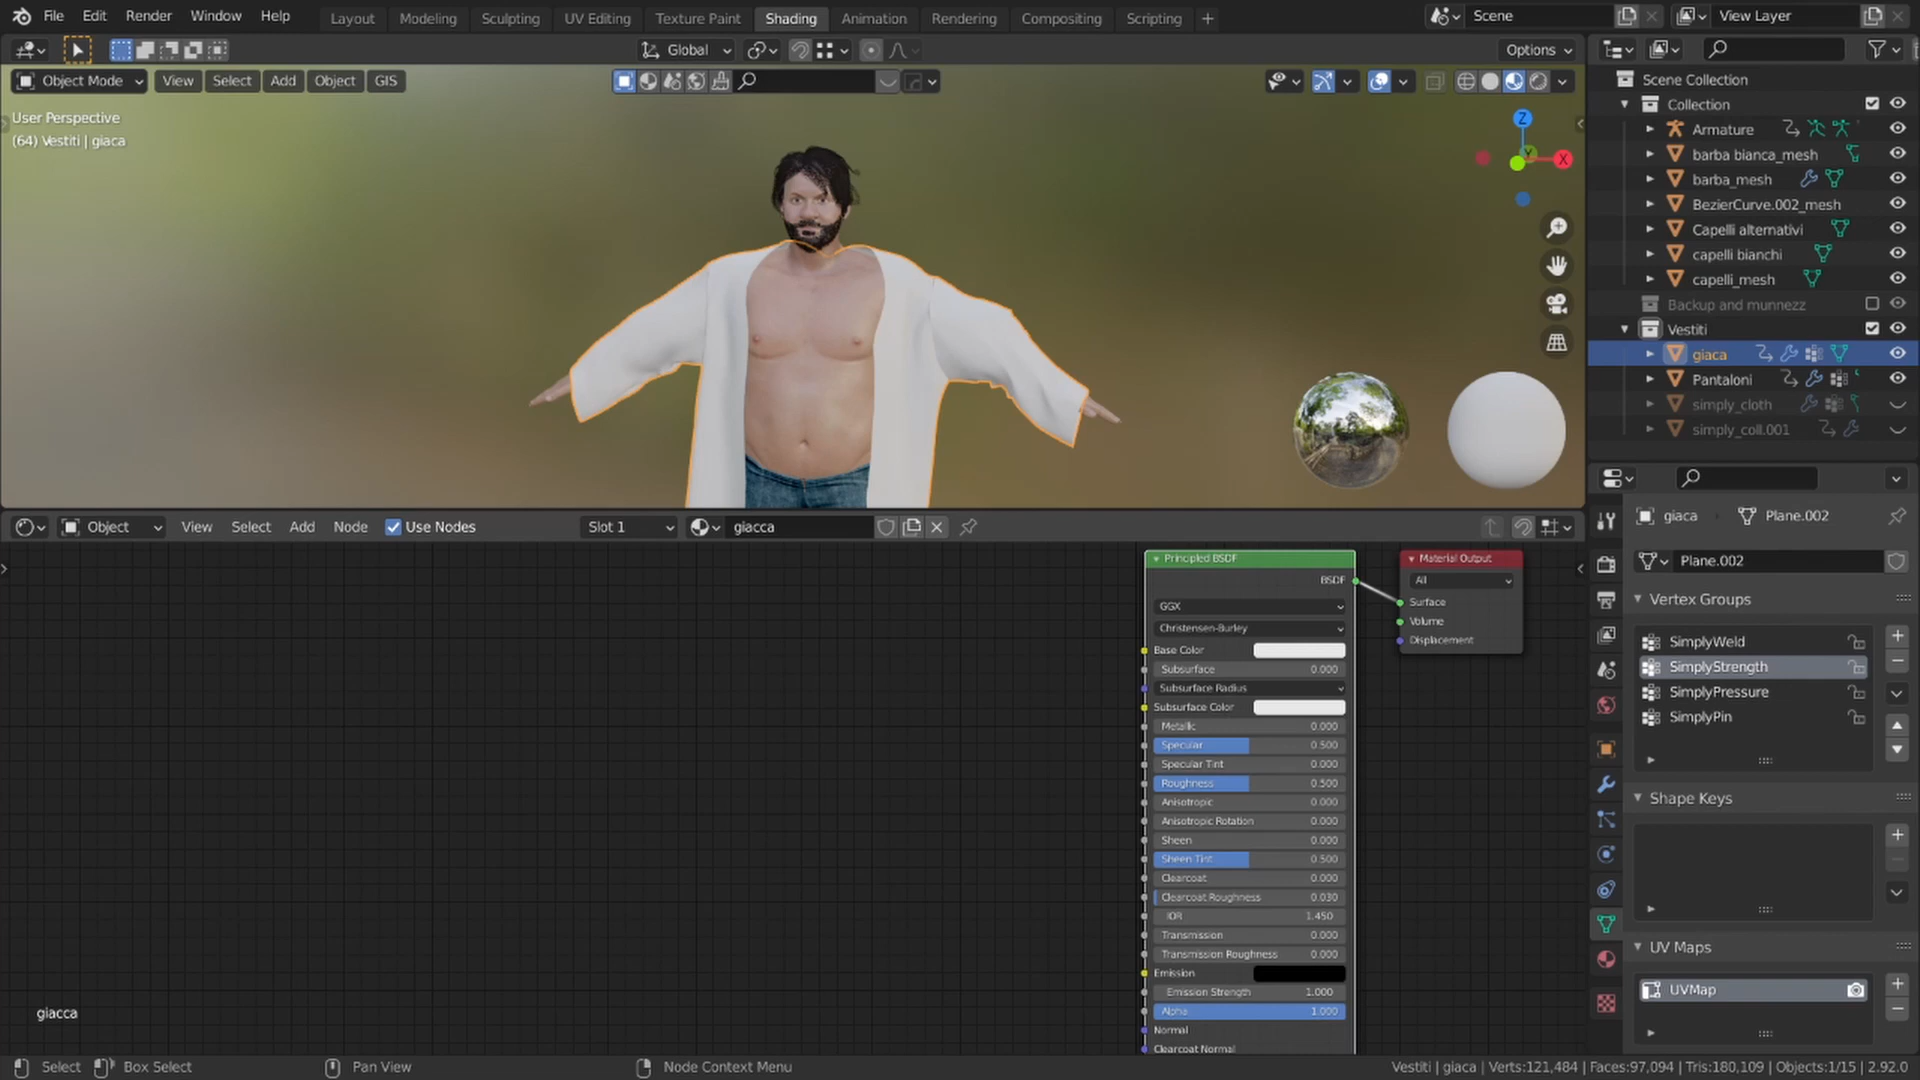 File Edit Render Window Help Layout Modeling Sculpting UV Editing Texture Paint Shading Animation Rendering Compositing Scripting + Scene View Layer
Global Options
Object Mode View Select Add Object GIS
User Perspective
(64) Vestiti | giaca
Z
Y
X
Scene Collection
Collection
Armature
barba bianca_mesh
barba_mesh
BezierCurve.002_mesh
Capelli alternativi
capelli bianchi
capelli_mesh
Backup and munnezz
Vestiti
giaca
Pantaloni
simply_cloth
simply_coll.001
Object View Select Add Node Use Nodes Slot 1 giacca
Principled BSDF
BSDF
GGX
Christensen-Burley
Base Color
Subsurface 0.000
Subsurface Radius
Subsurface Color
Metallic 0.000
Specular 0.500
Specular Tint 0.000
Roughness 0.500
Anisotropic 0.000
Anisotropic Rotation 0.000
Sheen 0.000
Sheen Tint 0.500
Clearcoat 0.000
Clearcoat Roughness 0.030
IOR 1.450
Transmission 0.000
Transmission Roughness 0.000
Emission
Emission Strength 1.000
Alpha 1.000
Normal
Clearcoat Normal
Material Output
All
Surface
Volume
Displacement
giaca > Plane.002
Plane.002
Vertex Groups
SimplyWeld
SimplyStrength
SimplyPressure
SimplyPin
Shape Keys
UV Maps
UVMap
giacca
Select Box Select Pan View Node Context Menu Vestiti | giaca | Verts:121,484 | Faces:97,094 | Tris:180,109 | Objects:1/15 | 2.92.0